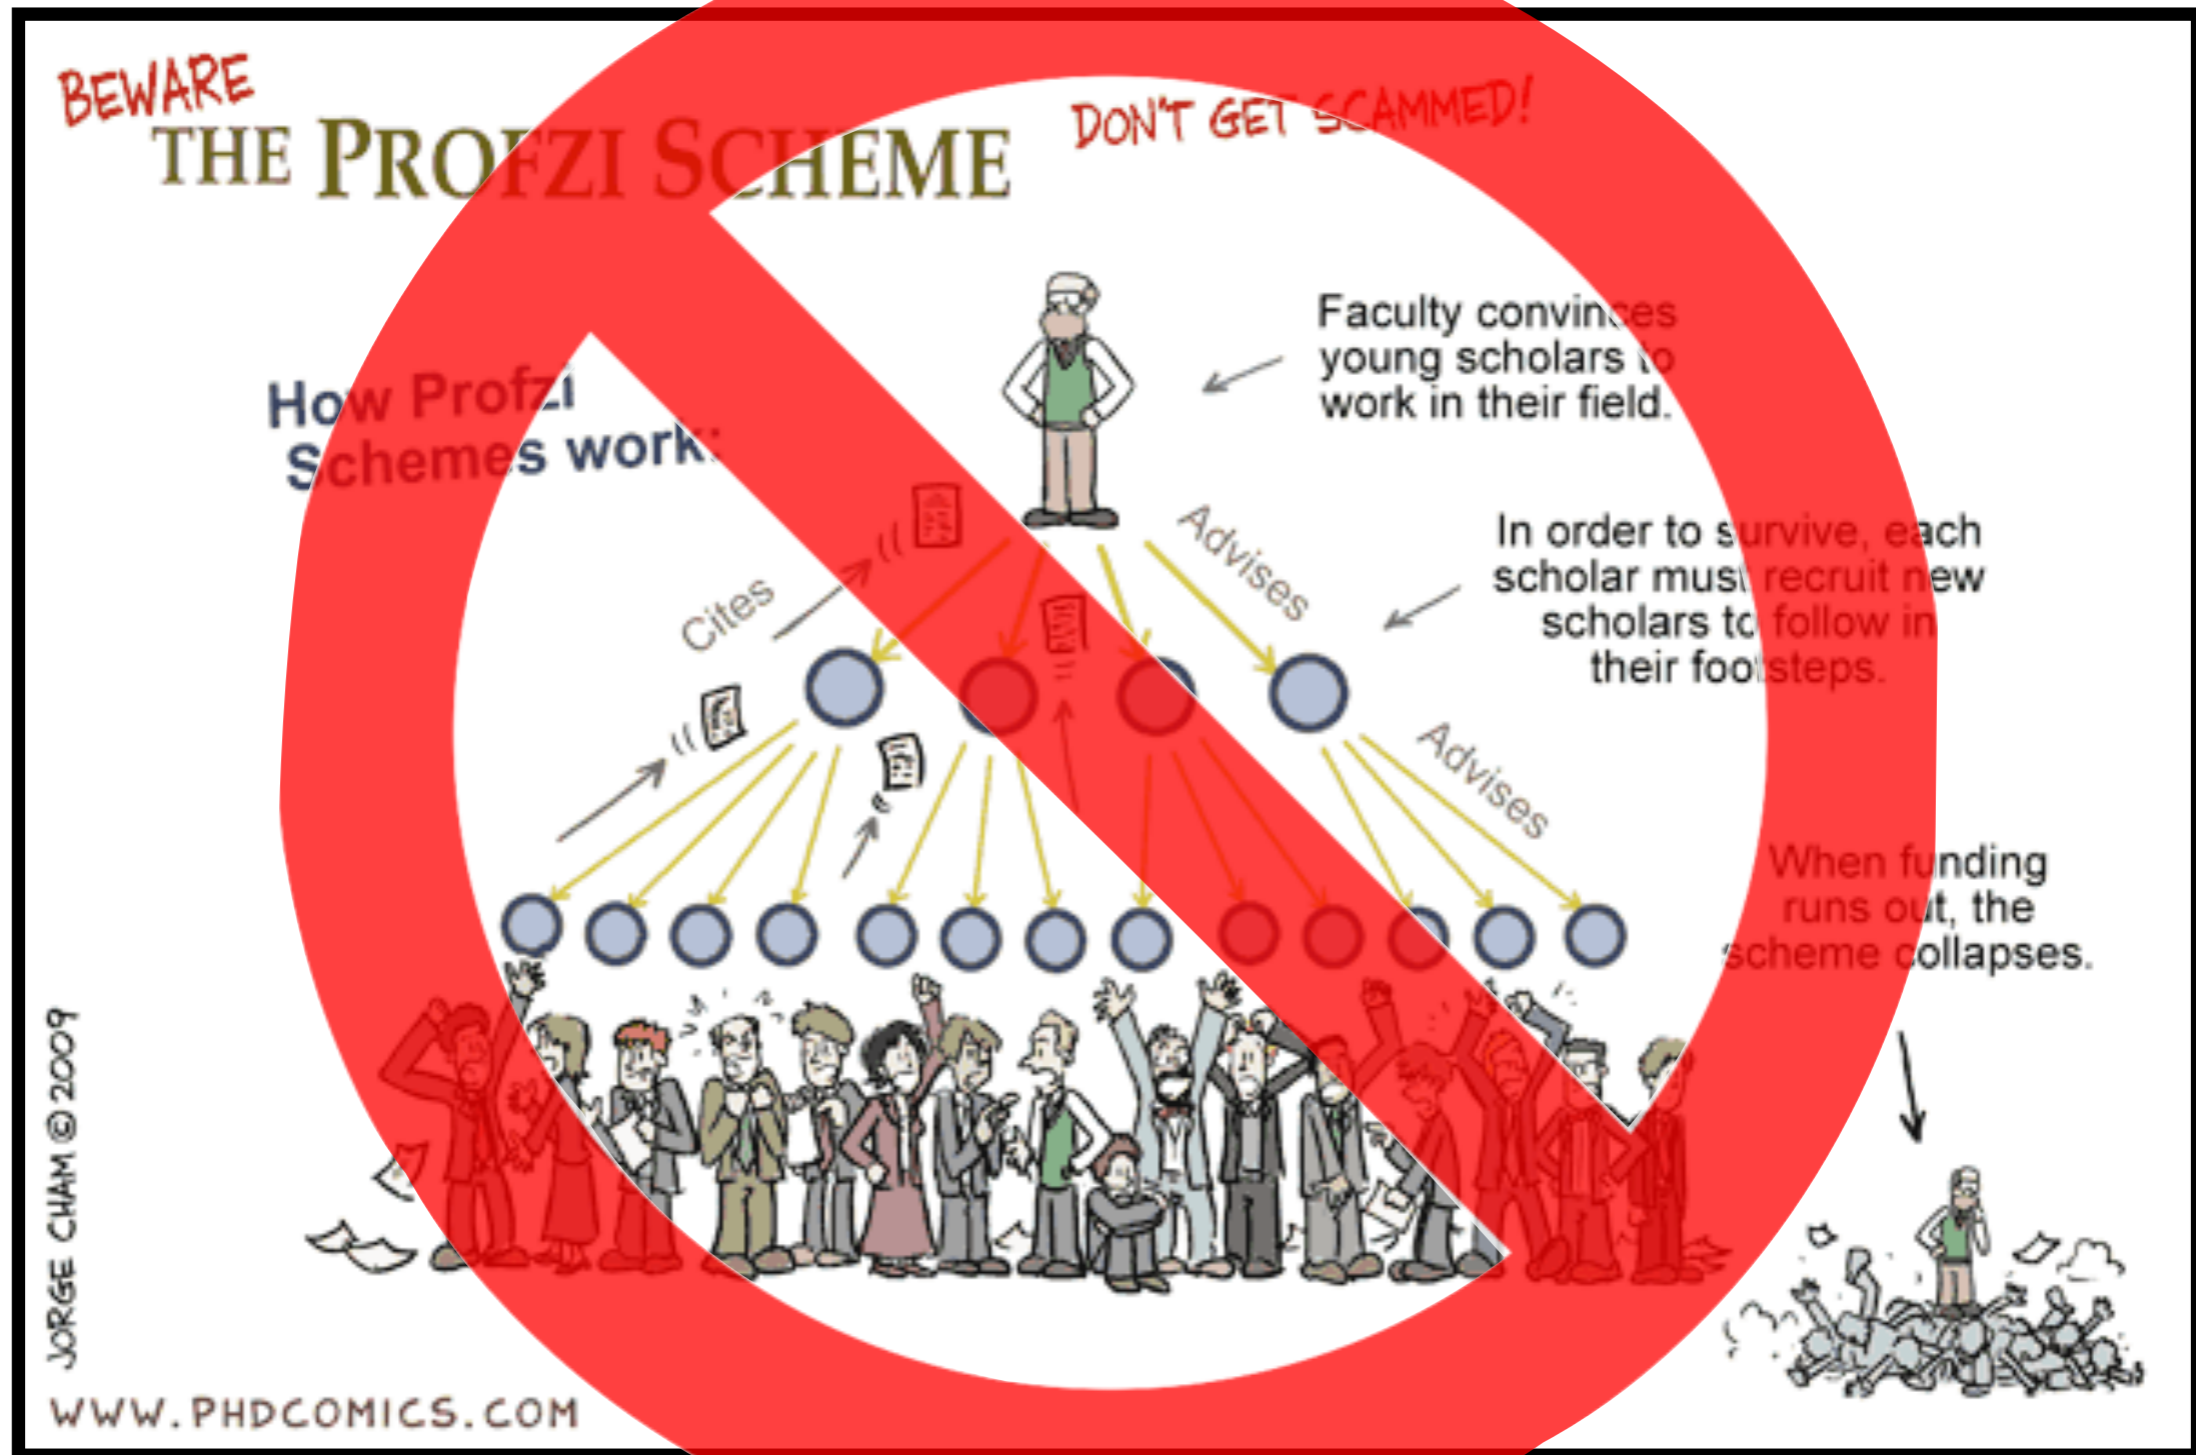 BEWARE
THE PROFZI SCHEME
DON'T GET SCAMMED!
How Profzi
Schemes work:
Faculty convinces
young scholars to
work in their field.
Cites
Advises
In order to survive, each
scholar must recruit new
scholars to follow in
their footsteps.
Advises
When funding
runs out, the
scheme collapses.
JORGE CHAM © 2009
WWW.PHDCOMICS.COM